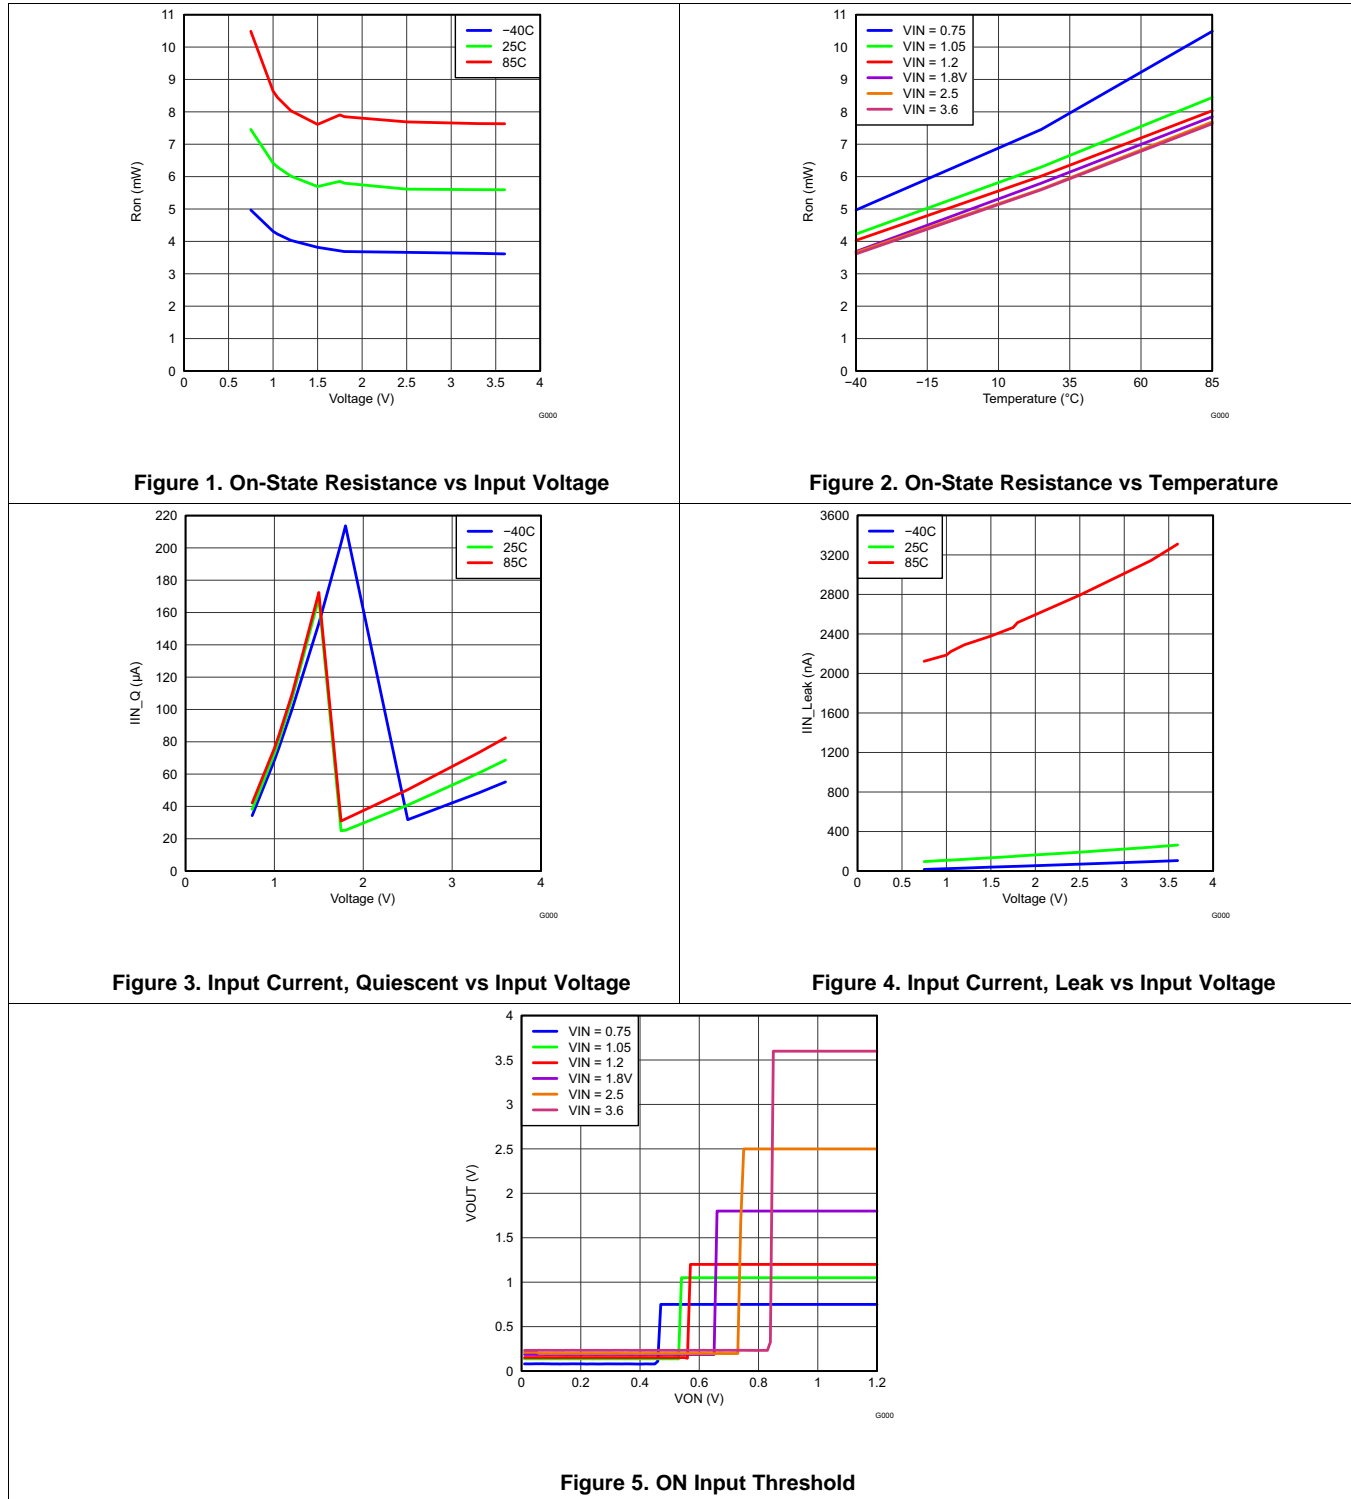 11
10
9
8
7
6
5
4
3
2
1
0
Ron (mW)
0 0.5 1 1.5 2 2.5 3 3.5 4
Voltage (V)
−40C
25C
85C
G000
Figure 1. On-State Resistance vs Input Voltage
11
10
9
8
7
6
5
4
3
2
1
0
Ron (mW)
−40 −15 10 35 60 85
Temperature (°C)
VIN = 0.75
VIN = 1.05
VIN = 1.2
VIN = 1.8V
VIN = 2.5
VIN = 3.6
G000
Figure 2. On-State Resistance vs Temperature
220
200
180
160
140
120
100
80
60
40
20
0
IIN_Q (µA)
0 1 2 3 4
Voltage (V)
−40C
25C
85C
G000
Figure 3. Input Current, Quiescent vs Input Voltage
3600
3200
2800
2400
2000
1600
1200
800
400
0
IIN_Leak (nA)
0 0.5 1 1.5 2 2.5 3 3.5 4
Voltage (V)
−40C
25C
85C
G000
Figure 4. Input Current, Leak vs Input Voltage
4
3.5
3
2.5
2
1.5
1
0.5
0
VOUT (V)
0 0.2 0.4 0.6 0.8 1 1.2
VON (V)
VIN = 0.75
VIN = 1.05
VIN = 1.2
VIN = 1.8V
VIN = 2.5
VIN = 3.6
G000
Figure 5. ON Input Threshold